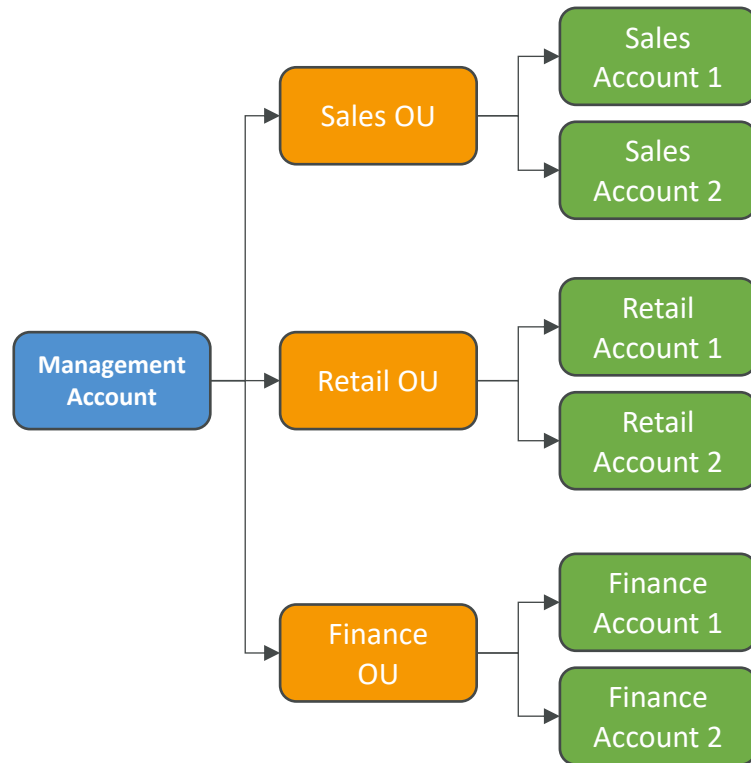 Sales
Account 1
Sales OU
Sales
Account 2
Retail
Account 1
Management
Account
Retail OU
Retail
Account 2
Finance
Account 1
Finance
OU
Finance
Account 2